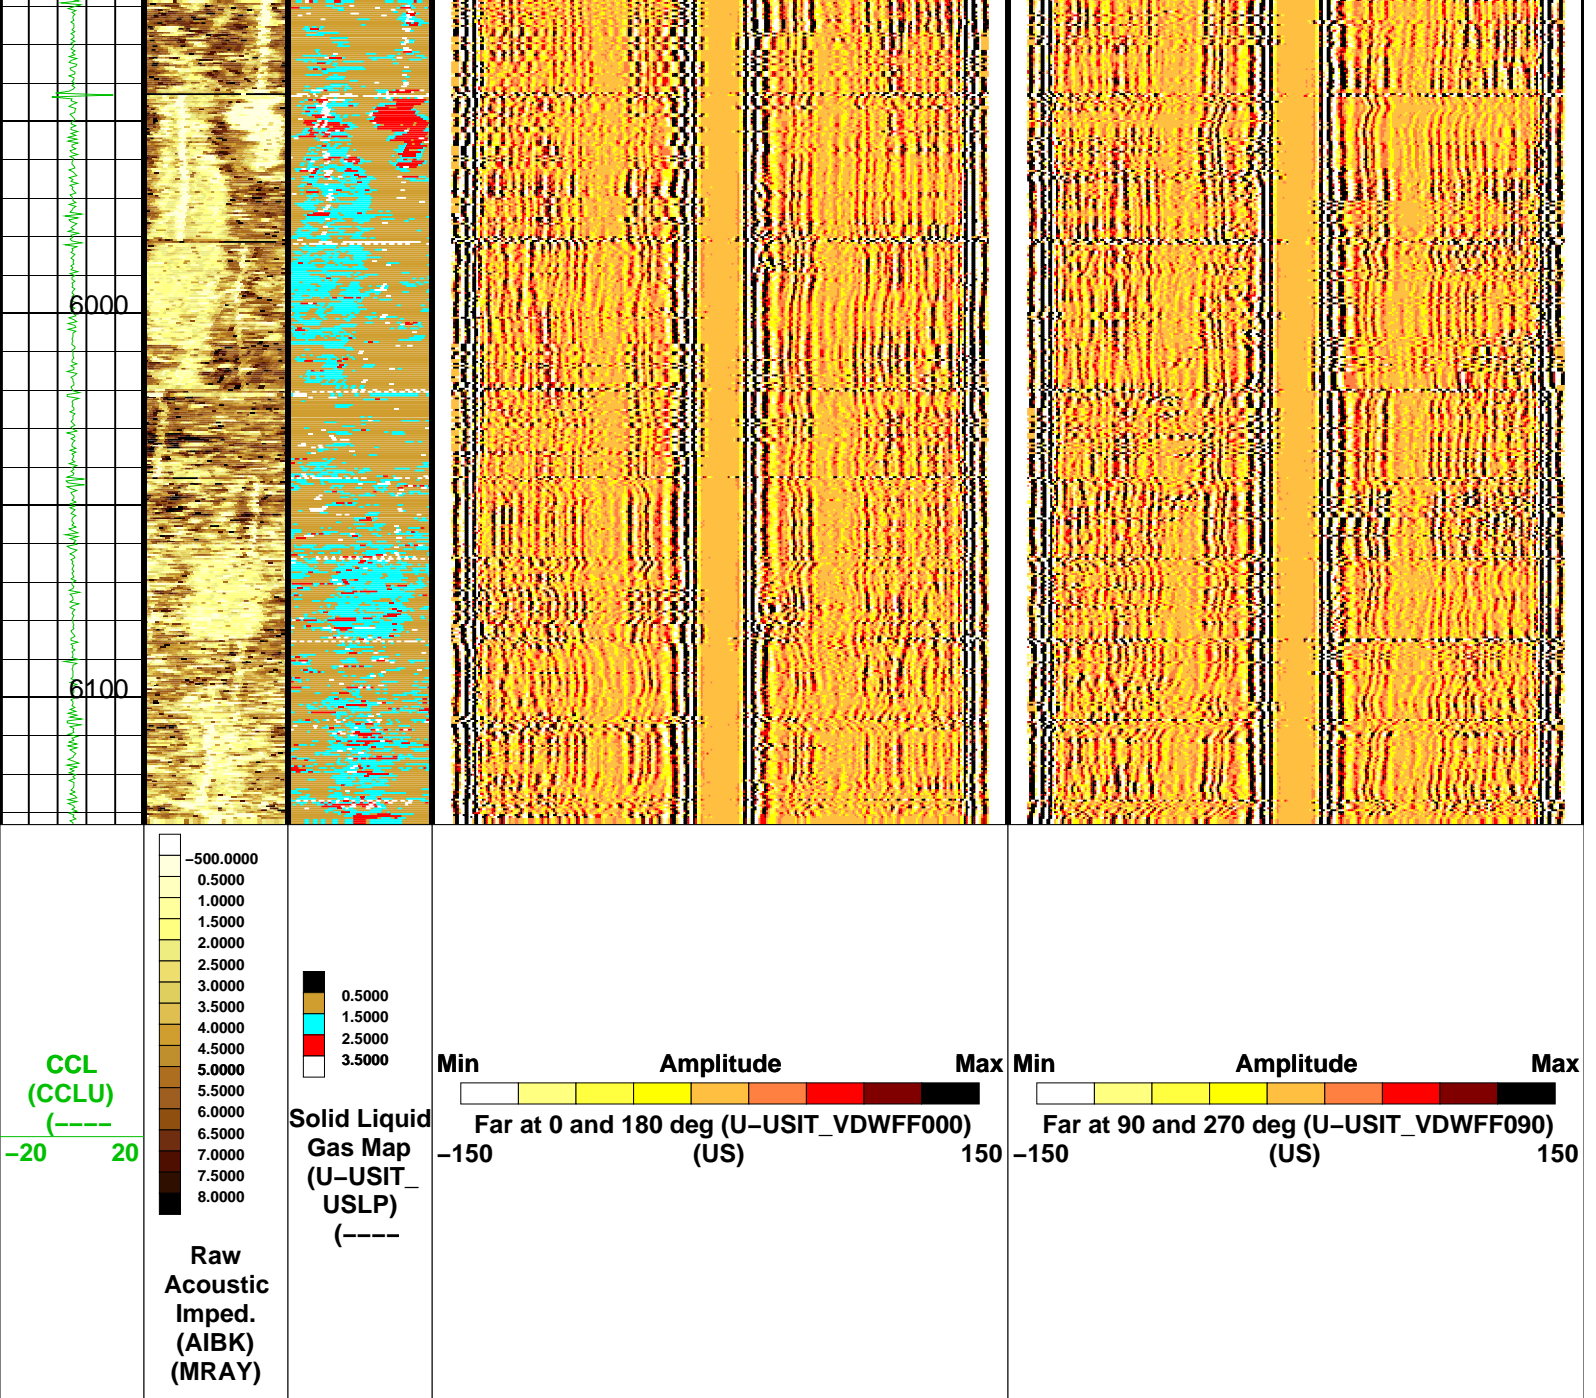 6000
6100
CCL
(CCLU)
(––––
–20 20
–500.0000
0.5000
1.0000
1.5000
2.0000
2.5000
3.0000
3.5000
4.0000
4.5000
5.0000
5.5000
6.0000
6.5000
7.0000
7.5000
8.0000
Raw
Acoustic
Imped.
(AIBK)
(MRAY)
0.5000
1.5000
2.5000
3.5000
Solid Liquid
Gas Map
(U–USIT_
USLP)
(––––
Min Amplitude Max
Far at 0 and 180 deg (U–USIT_VDWFF000)
–150 (US) 150
Min Amplitude Max
Far at 90 and 270 deg (U–USIT_VDWFF090)
–150 (US) 150